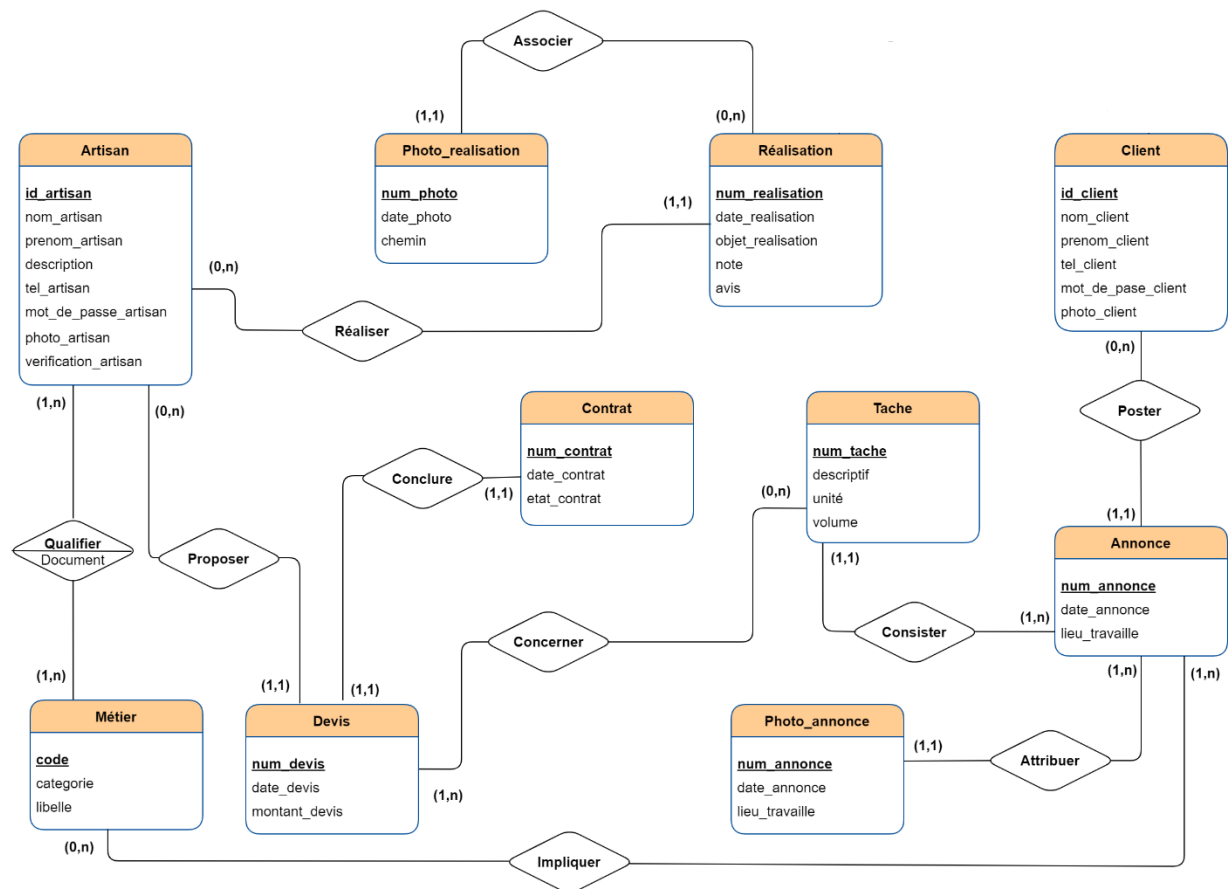 Associer
(1,1)
(0,n)
Artisan
id_artisan
nom_artisan
prenom_artisan
description
tel_artisan
mot_de_passe_artisan
photo_artisan
verification_artisan
Photo_realisation
num_photo
date_photo
chemin
Réalisation
num_realisation
date_realisation
objet_realisation
note
avis
Client
id_client
nom_client
prenom_client
tel_client
mot_de_pase_client
photo_client
(1,1)
(0,n)
Réaliser
(0,n)
(1,n)
(0,n)
Contrat
num_contrat
date_contrat
etat_contrat
Tache
num_tache
descriptif
unité
volume
Poster
Conclure
(1,1)
(0,n)
(1,1)
Qualifier
Document
Proposer
(1,1)
Annonce
num_annonce
date_annonce
lieu_travaille
Concerner
Consister
(1,n)
(1,n)
(1,1)
(1,1)
(1,n)
(1,n)
Métier
code
categorie
libelle
Devis
num_devis
date_devis
montant_devis
Photo_annonce
num_annonce
date_annonce
lieu_travaille
(1,1)
Attribuer
(1,n)
(0,n)
Impliquer